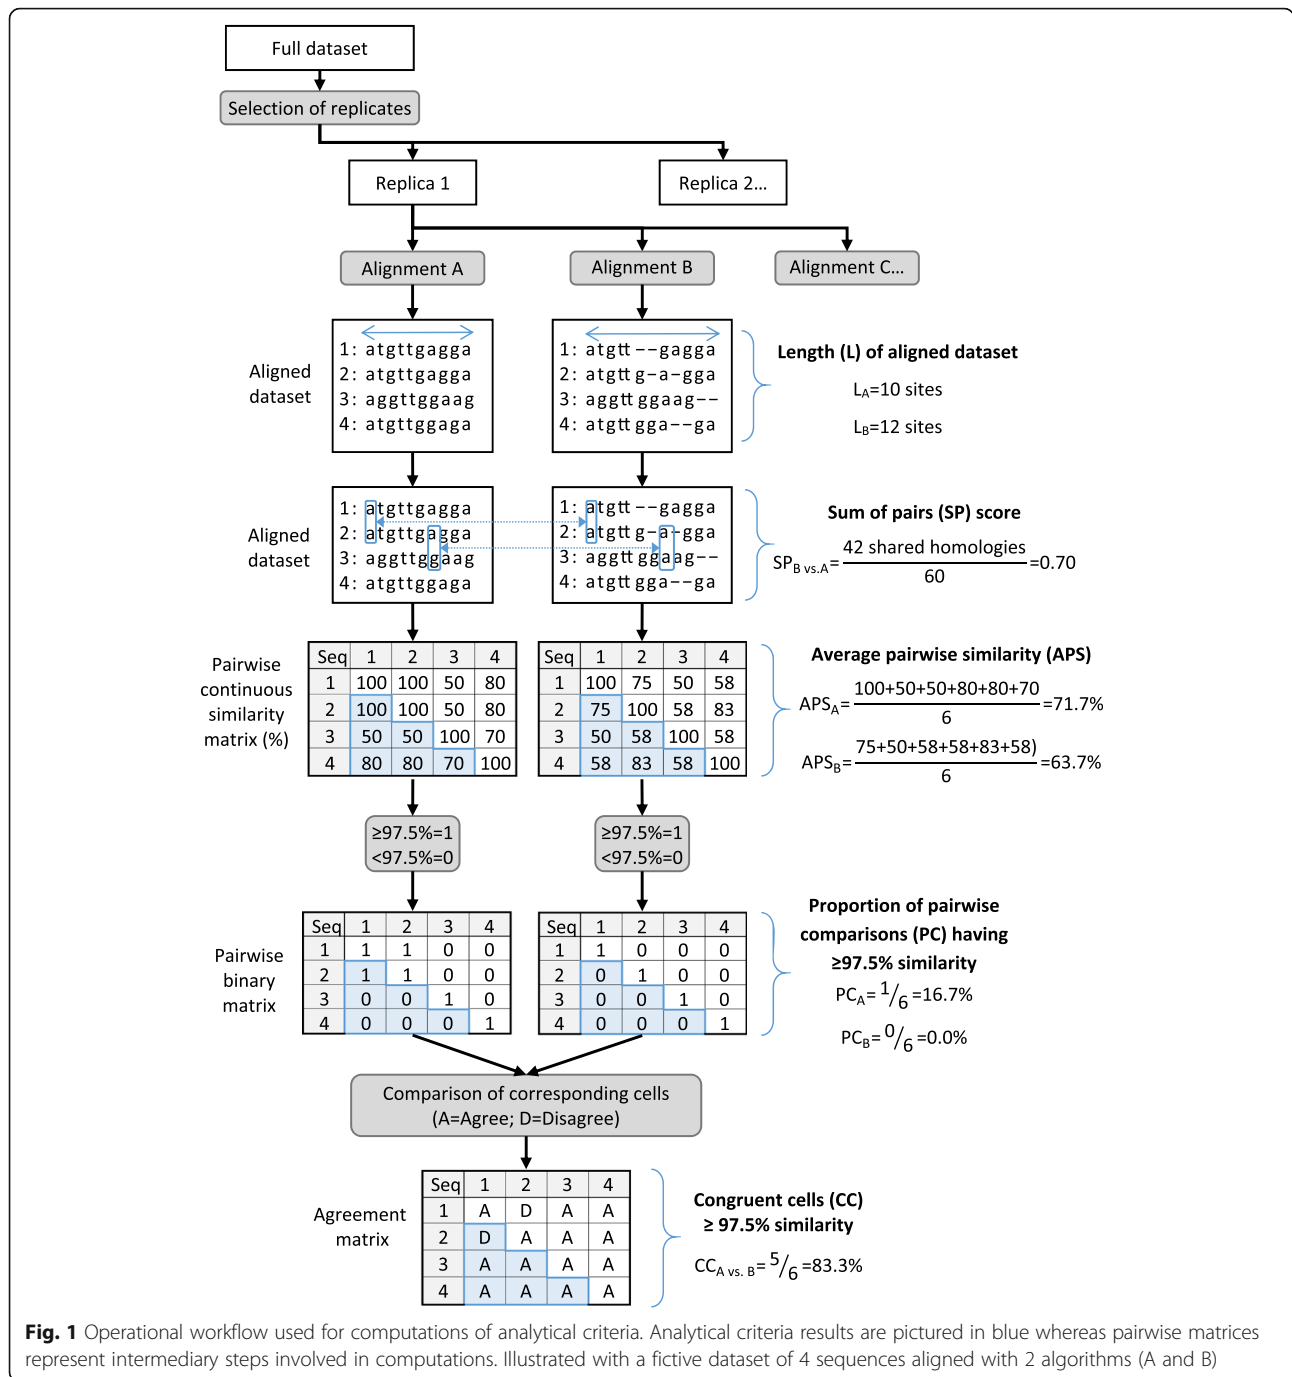 Full dataset
Selection of replicates
Replica 1
Replica 2...
Alignment A
Alignment B
Alignment C...
Aligned
dataset
1: atgttgagga
2: atgttgagga
3: aggttggaag
4: atgttggaga
1: atgtt--gagga
2: atgttg-a-gga
3: aggttggaag--
4: atgttgga--ga
Length (L) of aligned dataset
LA=10 sites
LB=12 sites
Aligned
dataset
1: atgttgagga
2: atgttgagga
3: aggttggaag
4: atgttggaga
1: atgtt--gagga
2: atgttg-a-gga
3: aggttggaag--
4: atgttgga--ga
Sum of pairs (SP) score
SPB vs.A= 42 shared homologies / 60 =0.70
Pairwise
continuous
similarity
matrix (%)
Seq 1 2 3 4
1 100 100 50 80
2 100 100 50 80
3 50 50 100 70
4 80 80 70 100
Seq 1 2 3 4
1 100 75 50 58
2 75 100 58 83
3 50 58 100 58
4 58 83 58 100
Average pairwise similarity (APS)
APSA= 100+50+50+80+80+70 / 6 =71.7%
APSB= 75+50+58+58+83+58) / 6 =63.7%
≥97.5%=1
<97.5%=0
≥97.5%=1
<97.5%=0
Pairwise
binary
matrix
Seq 1 2 3 4
1 1 1 0 0
2 1 1 0 0
3 0 0 1 0
4 0 0 0 1
Seq 1 2 3 4
1 1 0 0 0
2 0 1 0 0
3 0 0 1 0
4 0 0 0 1
Proportion of pairwise
comparisons (PC) having
≥97.5% similarity
PCA= 1/6 =16.7%
PCB= 0/6 =0.0%
Comparison of corresponding cells
(A=Agree; D=Disagree)
Agreement
matrix
Seq 1 2 3 4
1 A D A A
2 D A A A
3 A A A A
4 A A A A
Congruent cells (CC)
≥ 97.5% similarity
CCA vs. B= 5/6 =83.3%
Fig. 1 Operational workflow used for computations of analytical criteria. Analytical criteria results are pictured in blue whereas pairwise matrices
represent intermediary steps involved in computations. Illustrated with a fictive dataset of 4 sequences aligned with 2 algorithms (A and B)